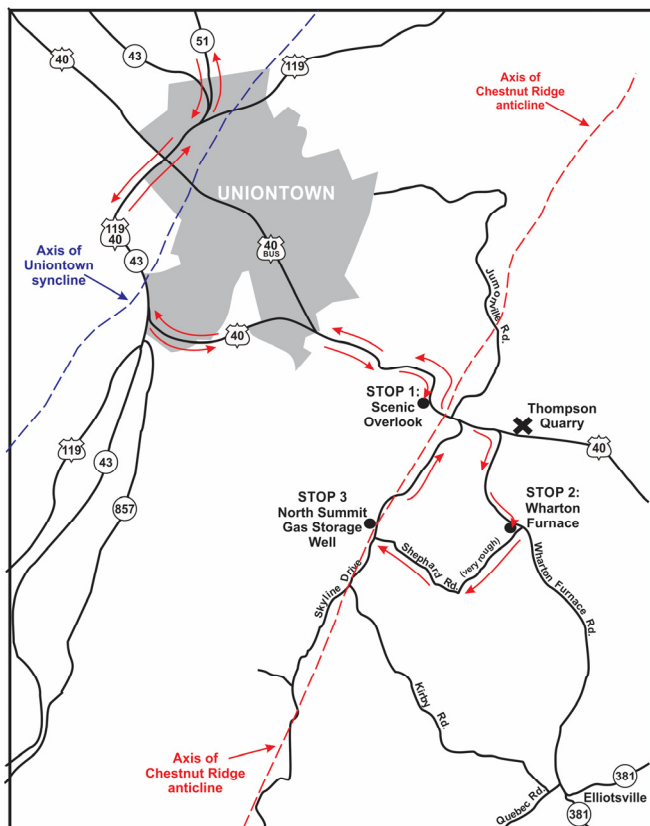 51
43
40
119
Axis of
Chestnut Ridge
anticline
UNIONTOWN
119
40
40
BUS
43
Axis of
Uniontown
syncline
Jumonville Rd.
40
STOP 1:
Scenic
Overlook
Thompson
Quarry
40
119
43
857
STOP 3
North Summit
Gas Storage
Well
STOP 2:
Wharton
Furnace
Shephard Rd.
(very rough)
Skyline Drive
Wharton Furnace Rd.
Kirby Rd.
Axis of
Chestnut Ridge
anticline
Quebec Rd.
381
Elliotsville
381